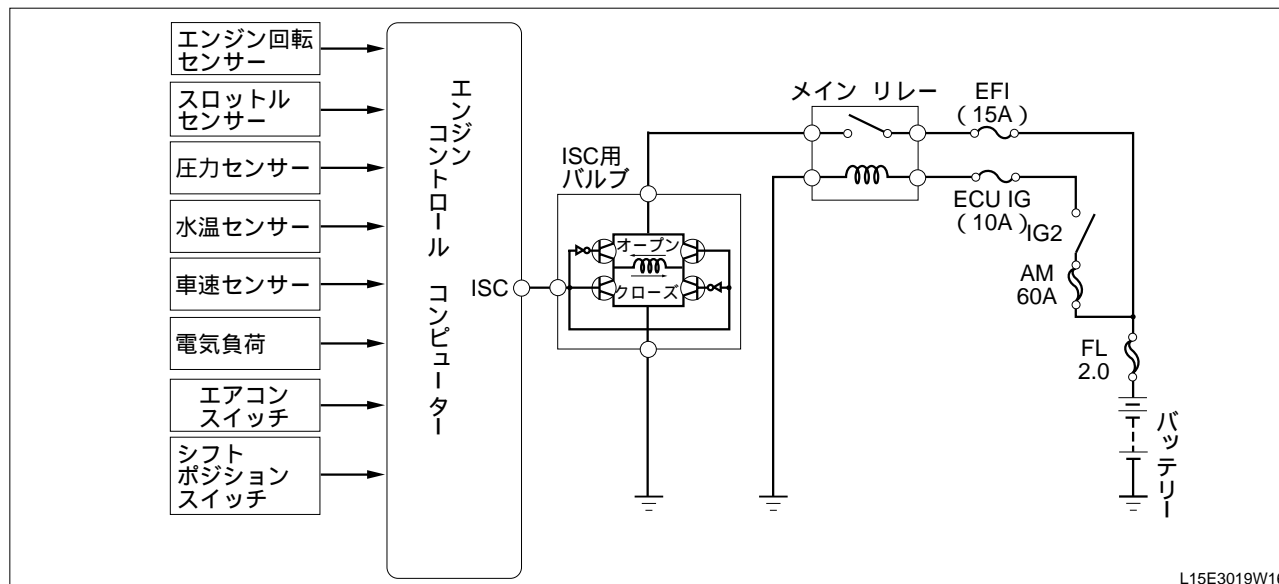 エンジン回転
センサー
スロットル
センサー
圧力センサー
水温センサー
車速センサー
電気負荷
エアコン
スイッチ
シフト
ポジション
スイッチ
エンジン
コントロール コンピューター
ISC
ISC用
バルブ
オープン
クローズ
メイン リレー
EFI
(15A)
ECU IG
(10A)
IG2
AM
60A
FL
2.0
バッテリー
L15E3019W16